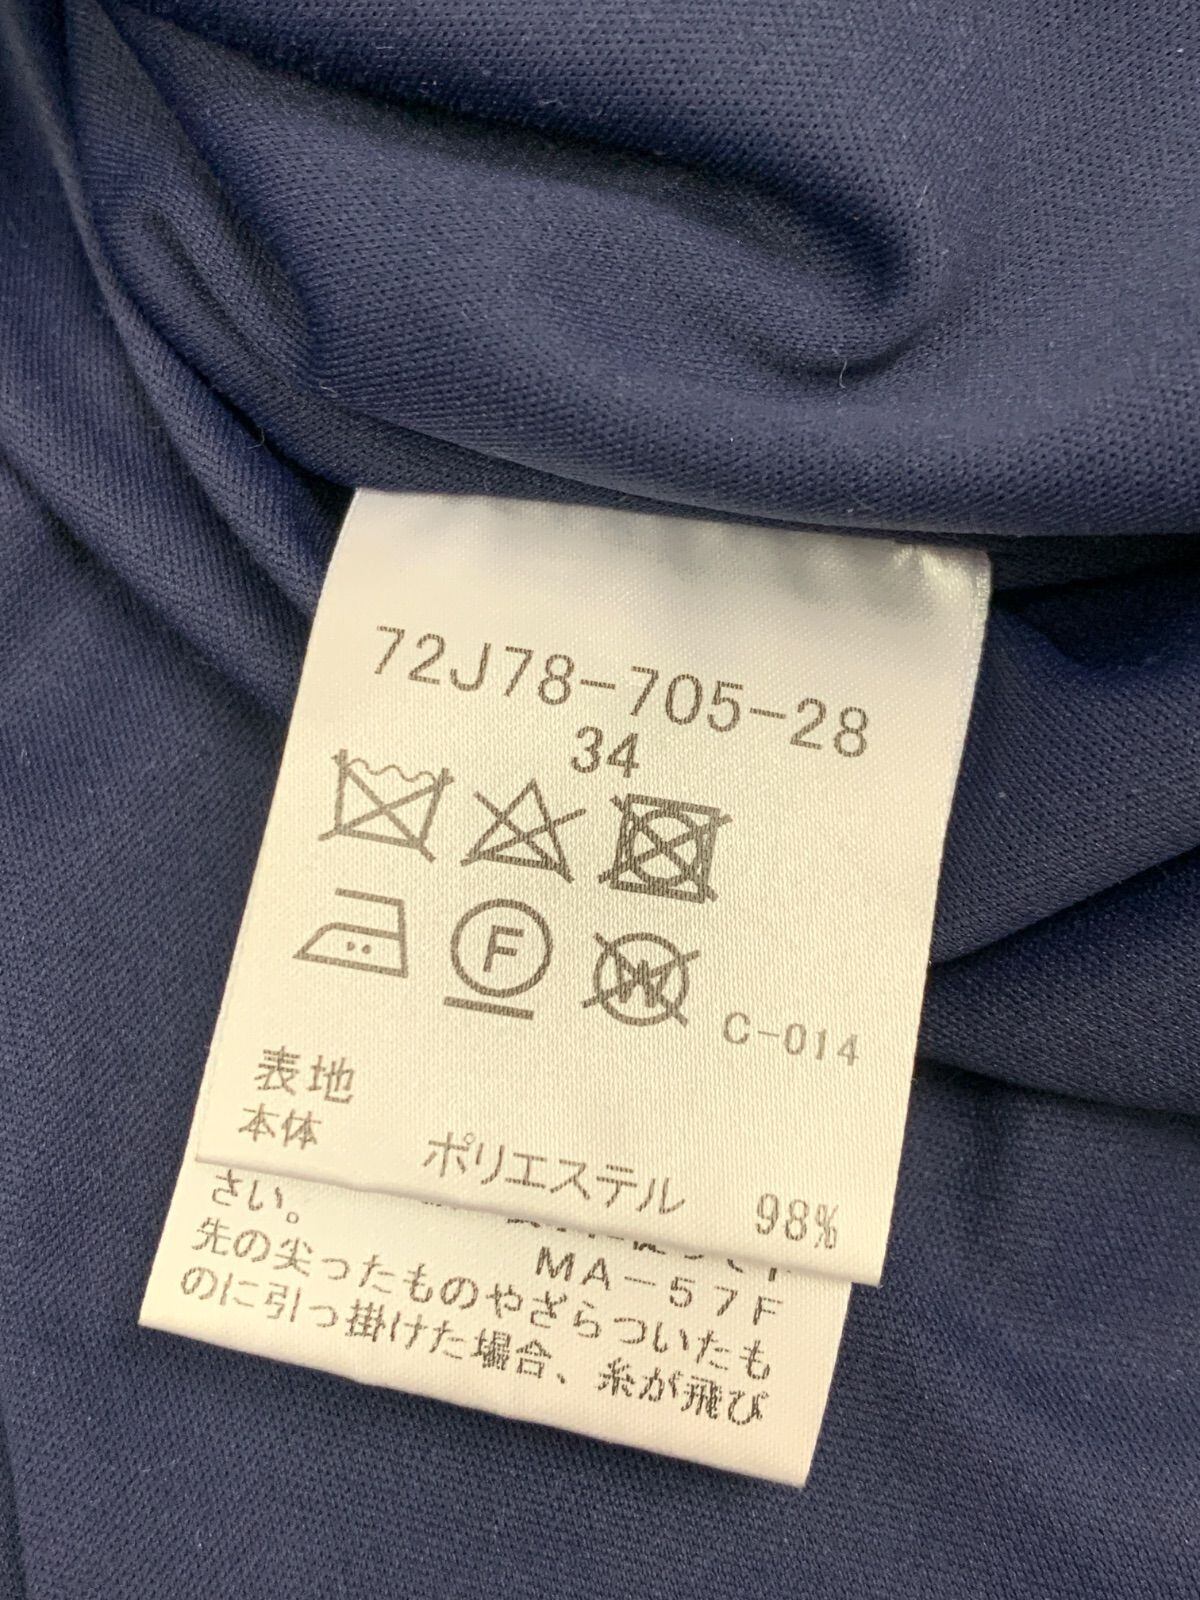 72J78-705-28
34
F
W
C-014
表地
本体 ポリエステル 98%
さい。
MA-57F
先の尖ったものやざらついたも
のに引っ掛けた場合、糸が飛び